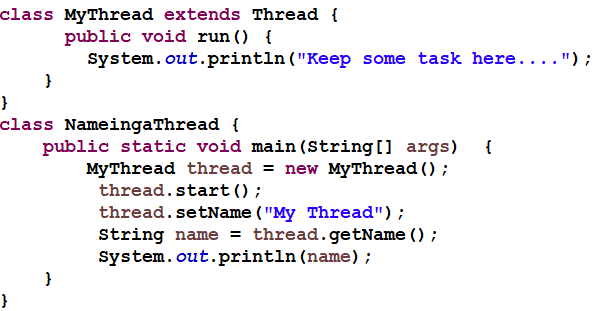 class MyThread extends Thread {
public void run() {
System.out.println("Keep some task here....");
}
}
class NameingaThread {
public static void main(String[] args) {
MyThread thread = new MyThread();
thread.start();
thread.setName("My Thread");
String name = thread.getName();
System.out.println(name);
}
}